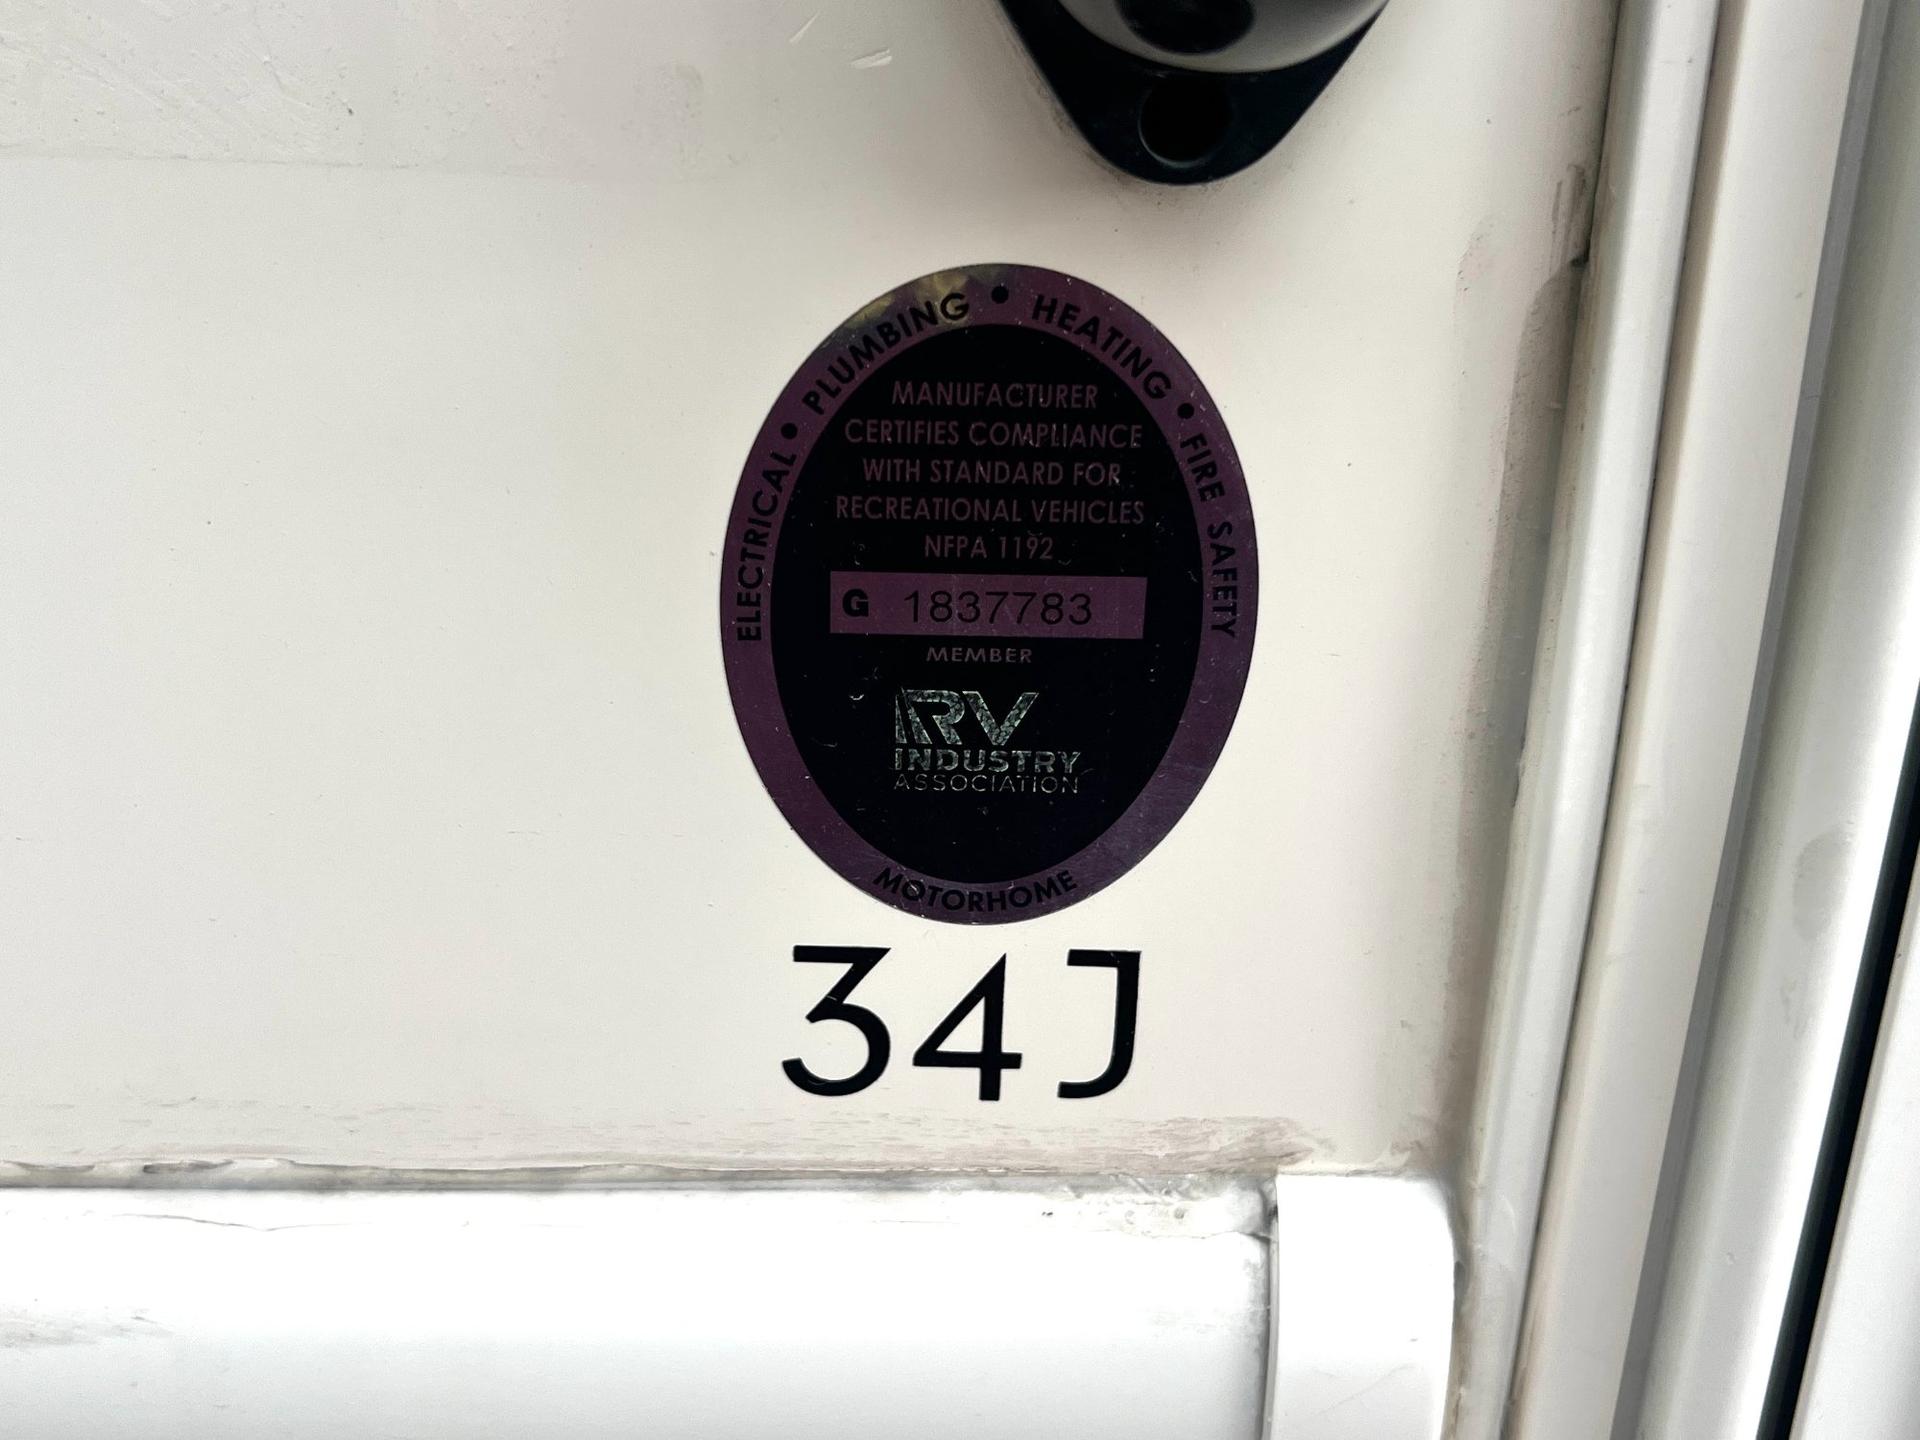 ELECTRICAL • PLUMBING • HEATING • FIRE SAFETY
MANUFACTURER
CERTIFIES COMPLIANCE
WITH STANDARD FOR
RECREATIONAL VEHICLES
NFPA 1192
G 1837783
MEMBER
RV
INDUSTRY
ASSOCIATION
MOTORHOME
34J